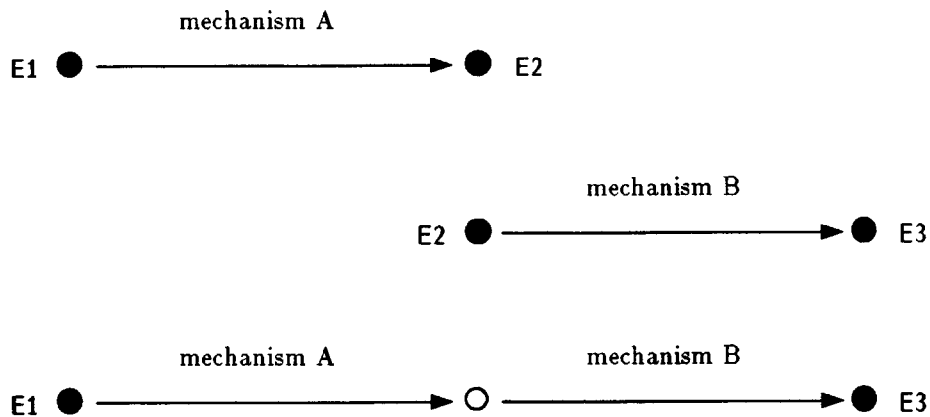 mechanism A
E1 E2
mechanism B
E2 E3
mechanism A mechanism B
E1 E3